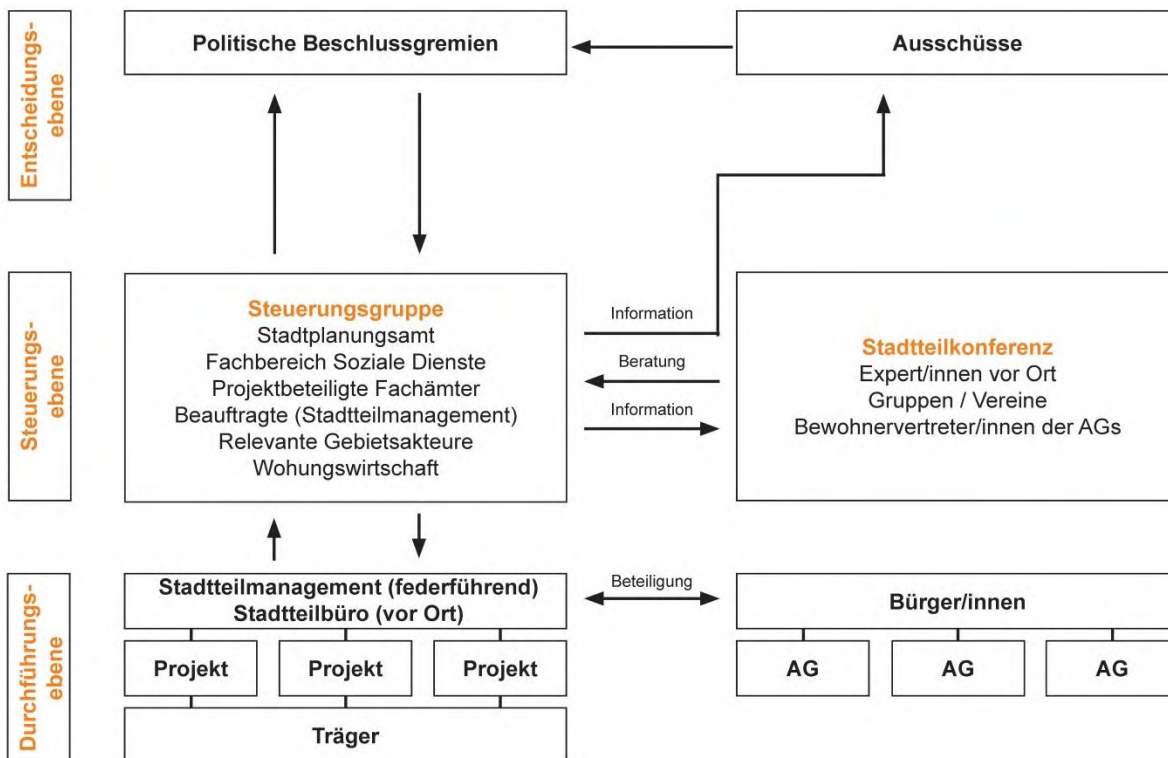 Entscheidungs-
ebene
Politische Beschlussgremien
Ausschüsse
Steuerungs-
ebene
Steuerungsgruppe
Stadtplanungsamt
Fachbereich Soziale Dienste
Projektbeteiligte Fachämter
Beauftragte (Stadtteilmanagement)
Relevante Gebietsakteure
Wohungswirtschaft
Information
Beratung
Information
Stadtteilkonferenz
Expert/innen vor Ort
Gruppen / Vereine
Bewohnervertreter/innen der AGs
Durchführungs-
ebene
Stadtteilmanagement (federführend)
Stadtteilbüro (vor Ort)
Beteiligung
Bürger/innen
Projekt
Projekt
Projekt
AG
AG
AG
Träger